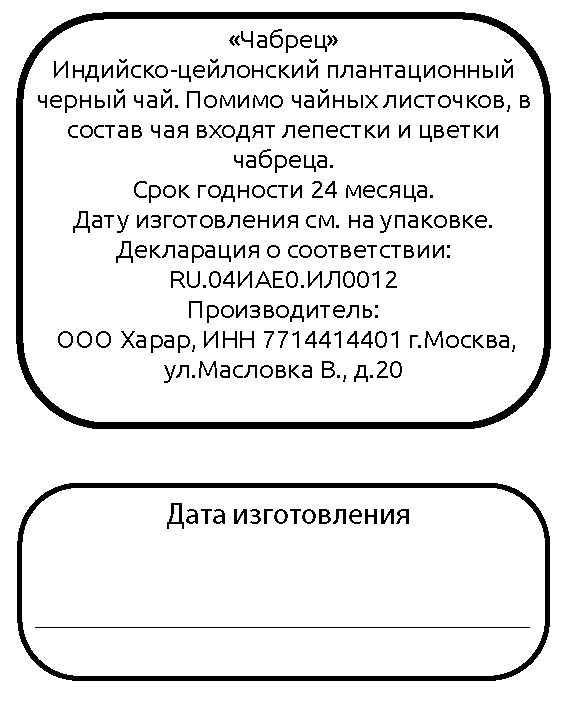 «Чабрец»
Индийско-цейлонский плантационный
черный чай. Помимо чайных листочков, в
состав чая входят лепестки и цветки
чабреца.
Срок годности 24 месяца.
Дату изготовления см. на упаковке.
Декларация о соответствии:
RU.04ИАЕ0.ИЛ0012
Производитель:
ООО Харар, ИНН 7714414401 г.Москва,
ул.Масловка В., д.20
Дата изготовления